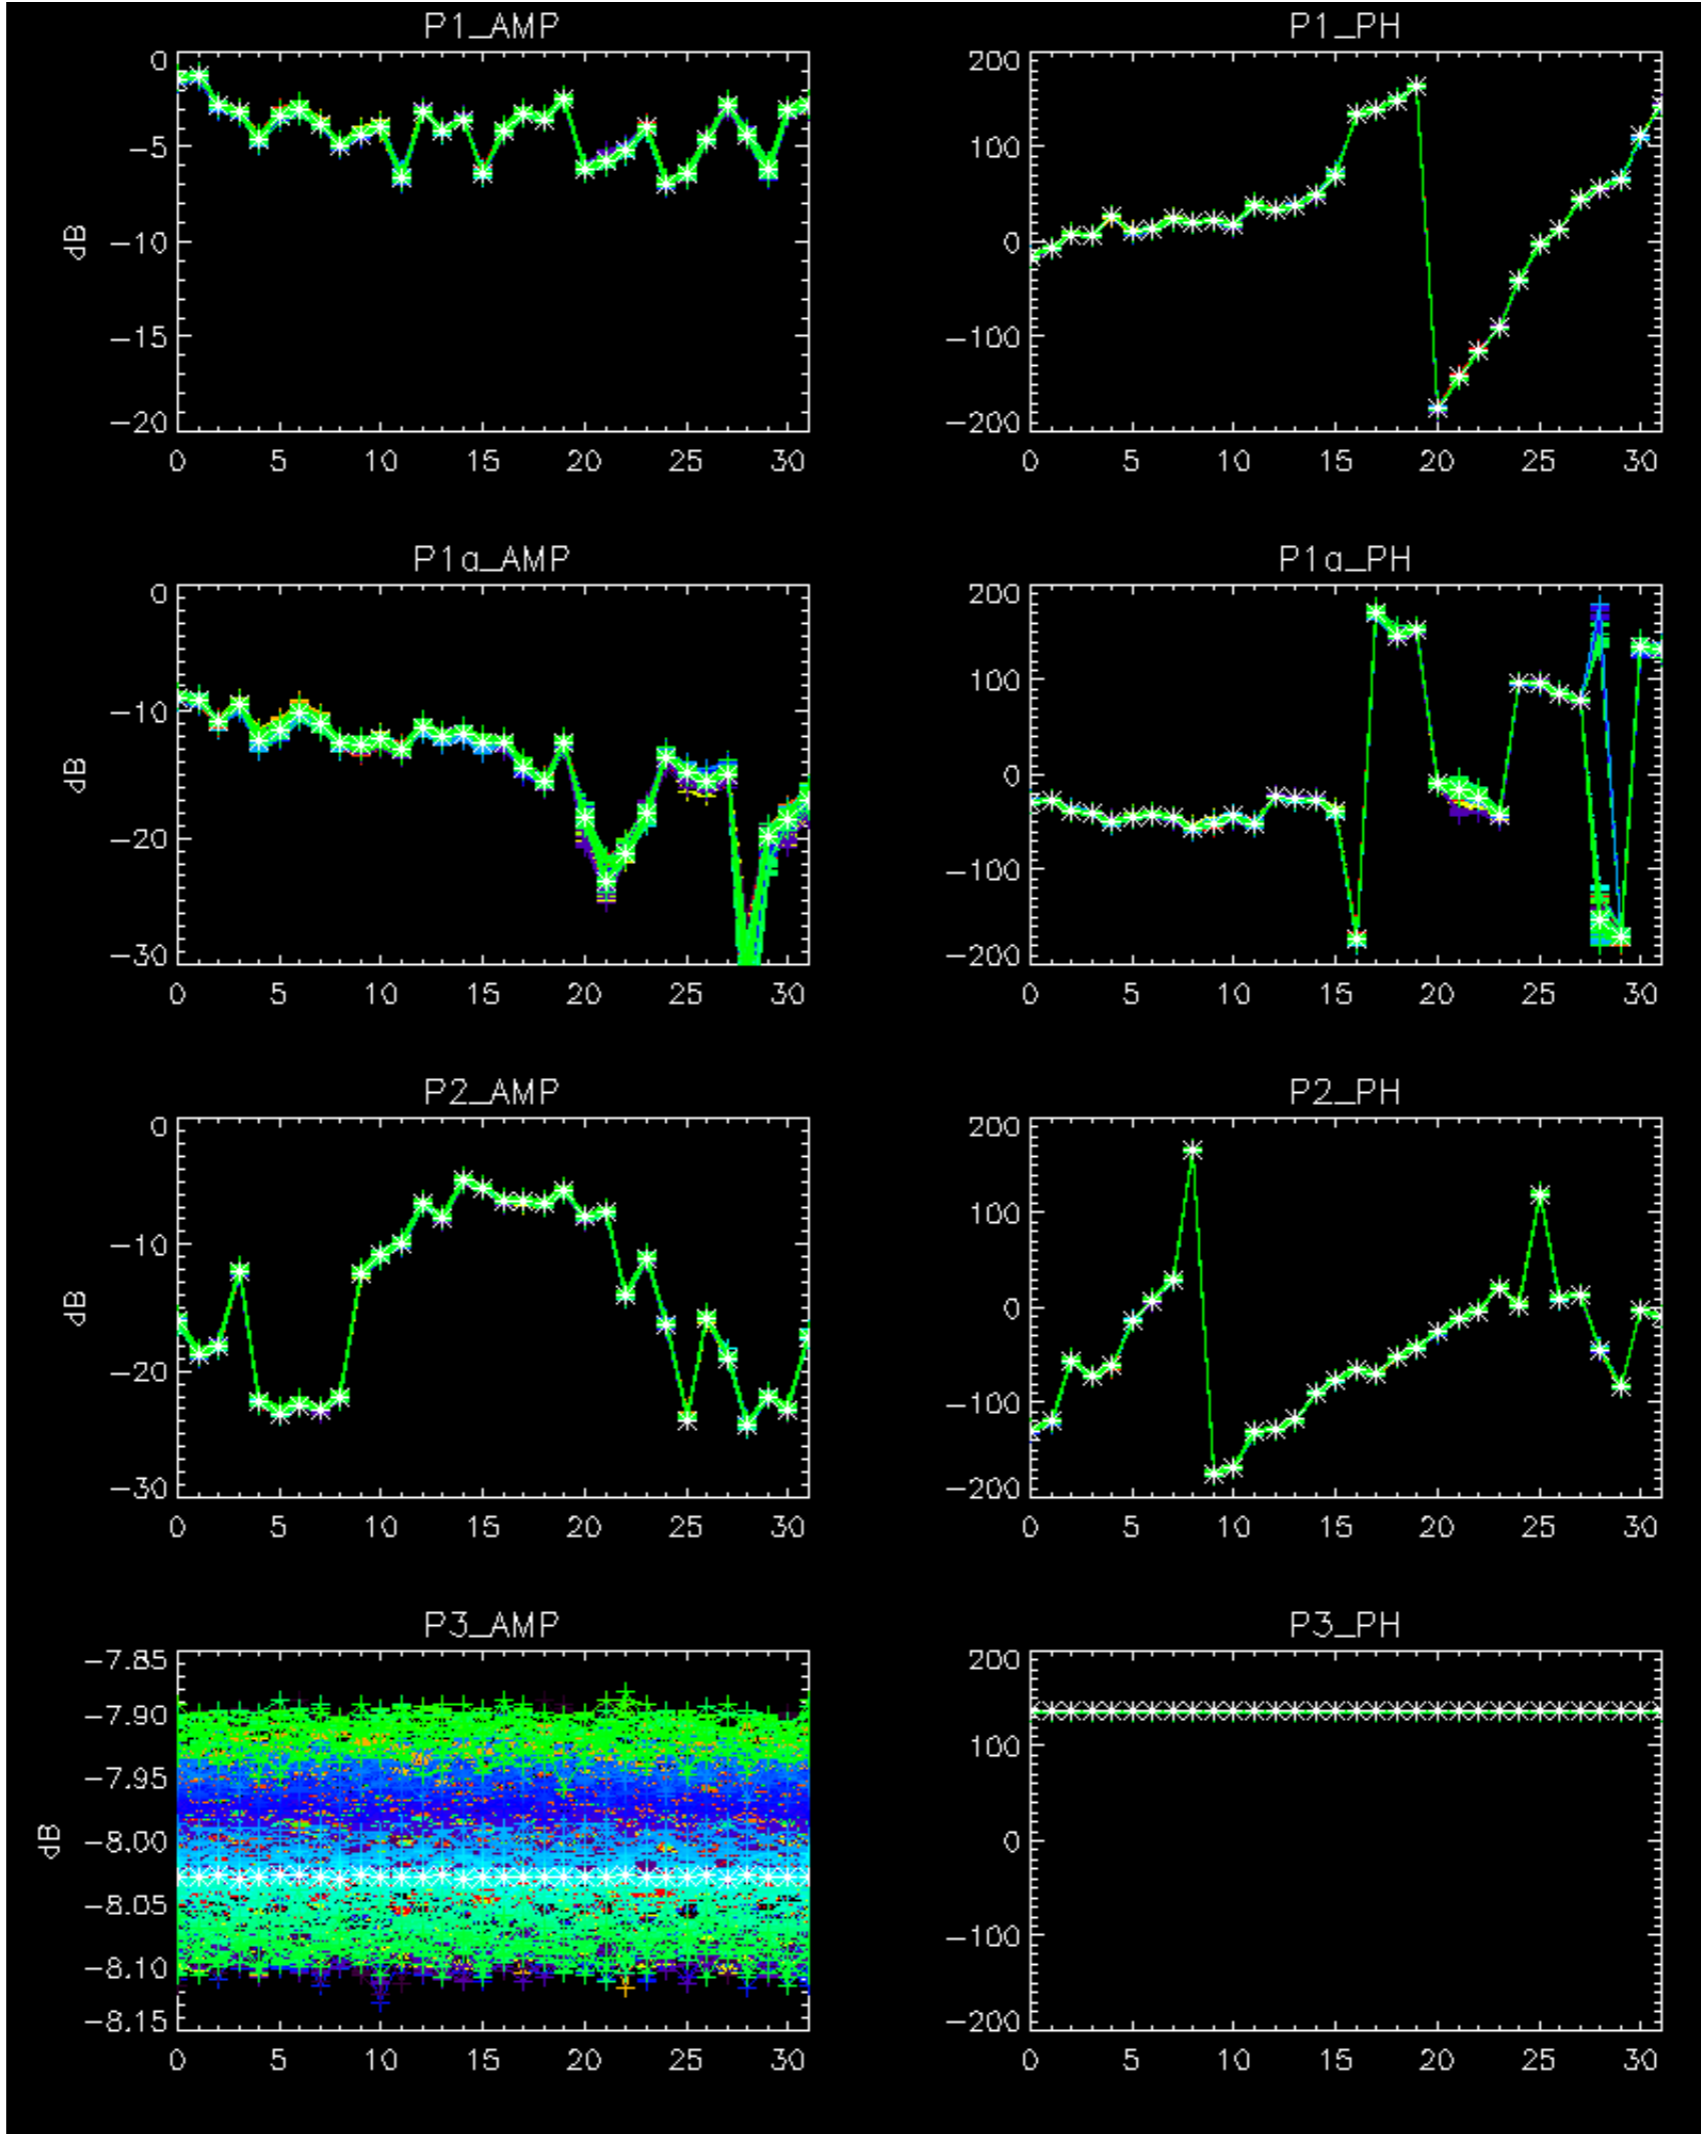 P1_AMP P1_PH
0 200
-5 100
dB -10 0
-15 -100
-20 -200
0 5 10 15 20 25 30 0 5 10 15 20 25 30
P1a_AMP P1a_PH
0 200
-10 100
dB 0
-20 -100
-30 -200
0 5 10 15 20 25 30 0 5 10 15 20 25 30
P2_AMP P2_PH
0 200
-10 100
dB 0
-20 -100
-30 -200
0 5 10 15 20 25 30 0 5 10 15 20 25 30
P3_AMP P3_PH
-7.85 200
-7.90
100
-7.95
dB -8.00 0
-8.05
-100
-8.10
-8.15 -200
0 5 10 15 20 25 30 0 5 10 15 20 25 30